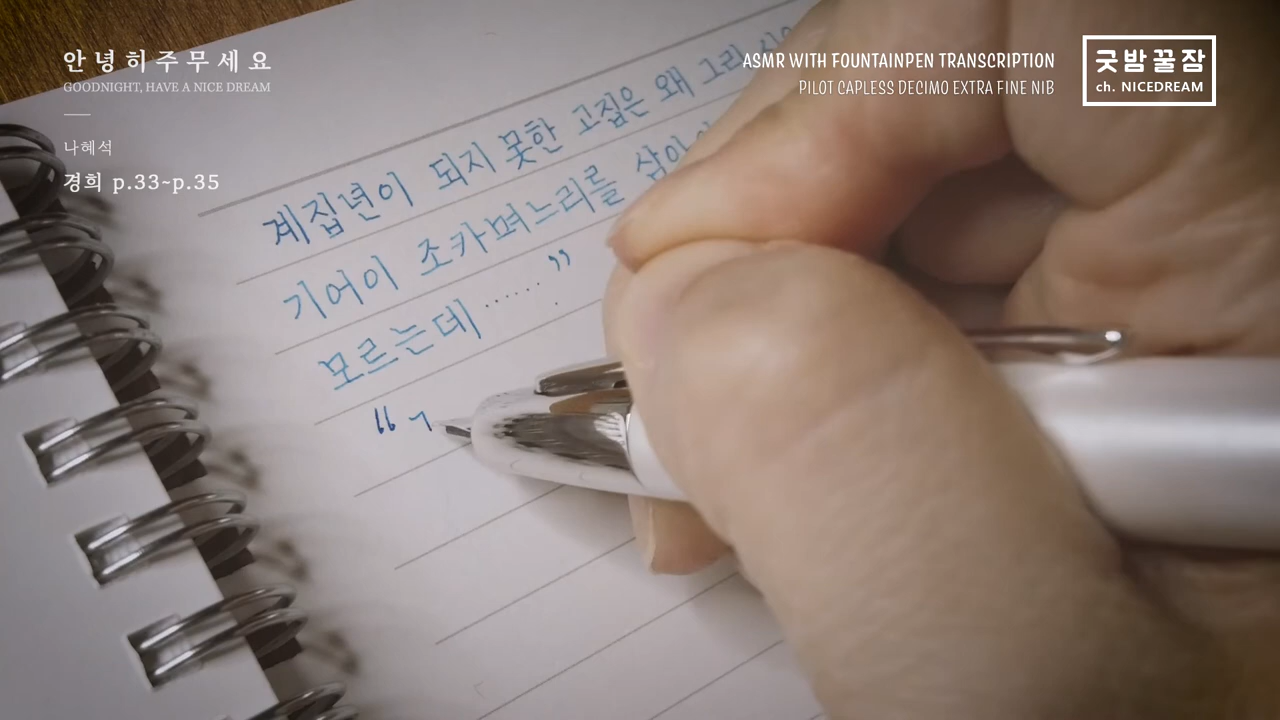 안녕히주무세요
GOODNIGHT, HAVE A NICE DREAM
나혜석
경희 p.33~p.35
ASMR WITH FOUNTAINPEN TRANSCRIPTION
PILOT CAPLESS DECIMO EXTRA FINE NIB
굿밤꿀잠
ch. NICEDREAM
계집년이 되지 못한 고집은 왜 그리
기어이 조카며느리를
모르는데 ······."
"ㄱ